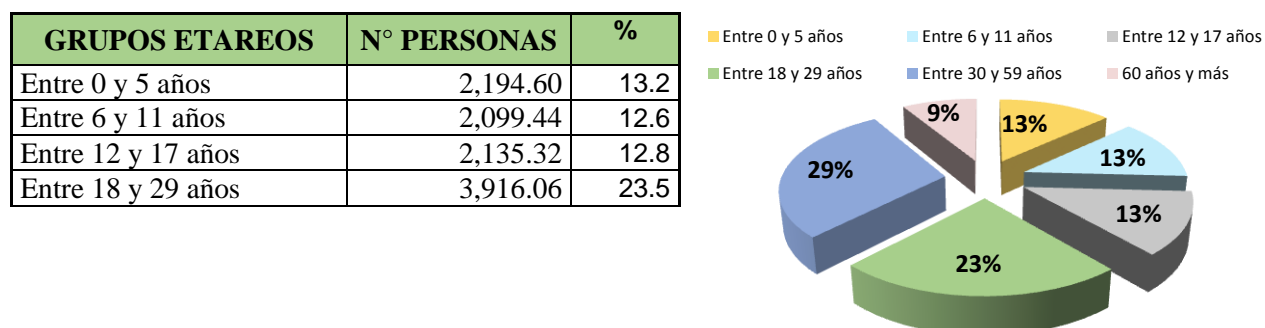 GRUPOS ETAREOS N° PERSONAS %
Entre 0 y 5 años 2,194.60 13.2
Entre 6 y 11 años 2,099.44 12.6
Entre 12 y 17 años 2,135.32 12.8
Entre 18 y 29 años 3,916.06 23.5
Entre 0 y 5 años Entre 6 y 11 años Entre 12 y 17 años
Entre 18 y 29 años Entre 30 y 59 años 60 años y más
9% 13%
13%
29%
13%
23%